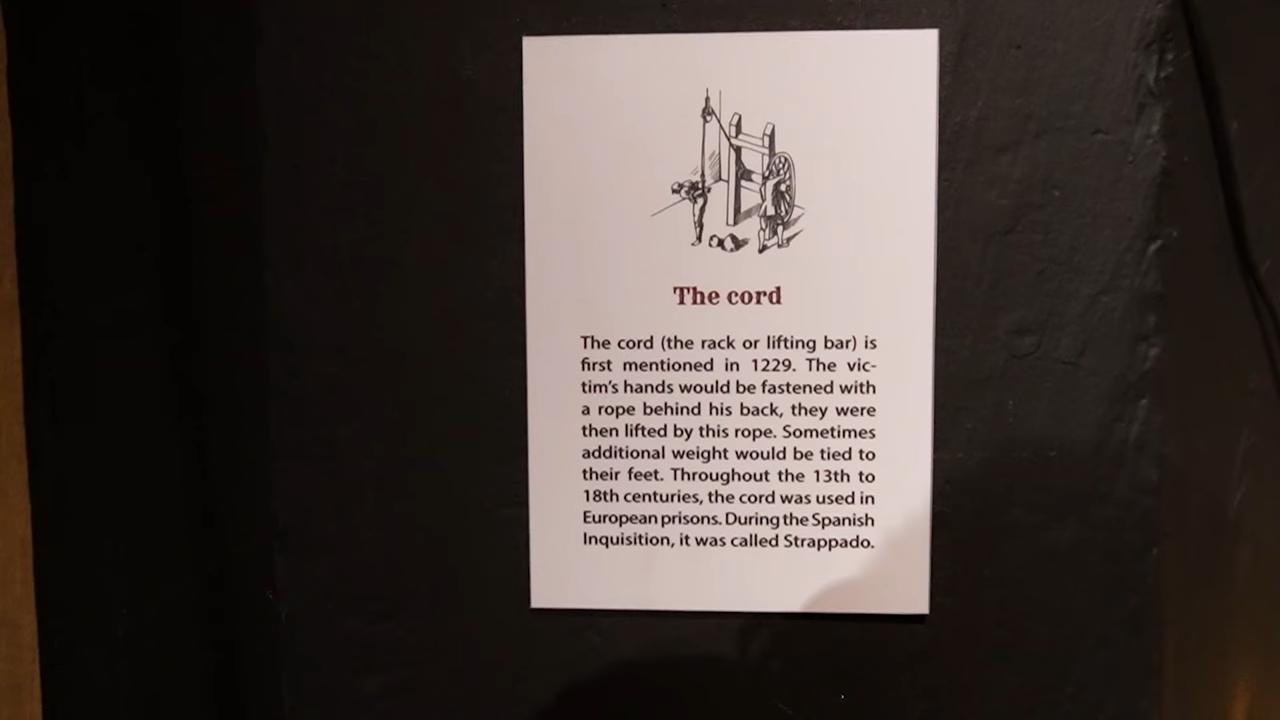 The cord
The cord (the rack or lifting bar) is
first mentioned in 1229. The vic-
tim's hands would be fastened with
a rope behind his back, they were
then lifted by this rope. Sometimes
additional weight would be tied to
their feet. Throughout the 13th to
18th centuries, the cord was used in
European prisons. During the Spanish
Inquisition, it was called Strappado.